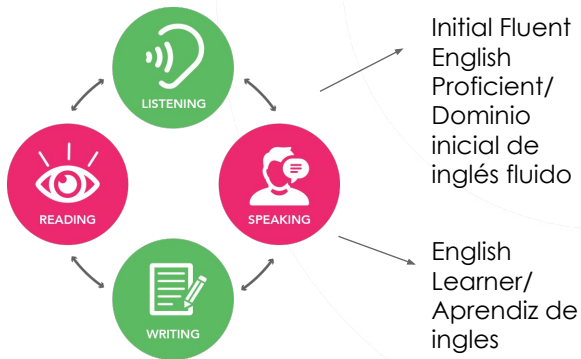 LISTENING
READING
SPEAKING
WRITING
Initial Fluent
English
Proficient/
Dominio
inicial de
inglés fluido
English
Learner/
Aprendiz de
ingles